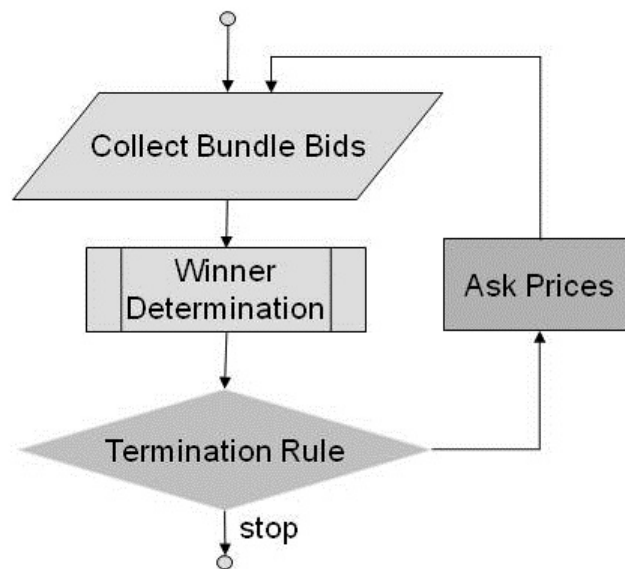 Collect Bundle Bids
Winner
Determination
Ask Prices
Termination Rule
stop